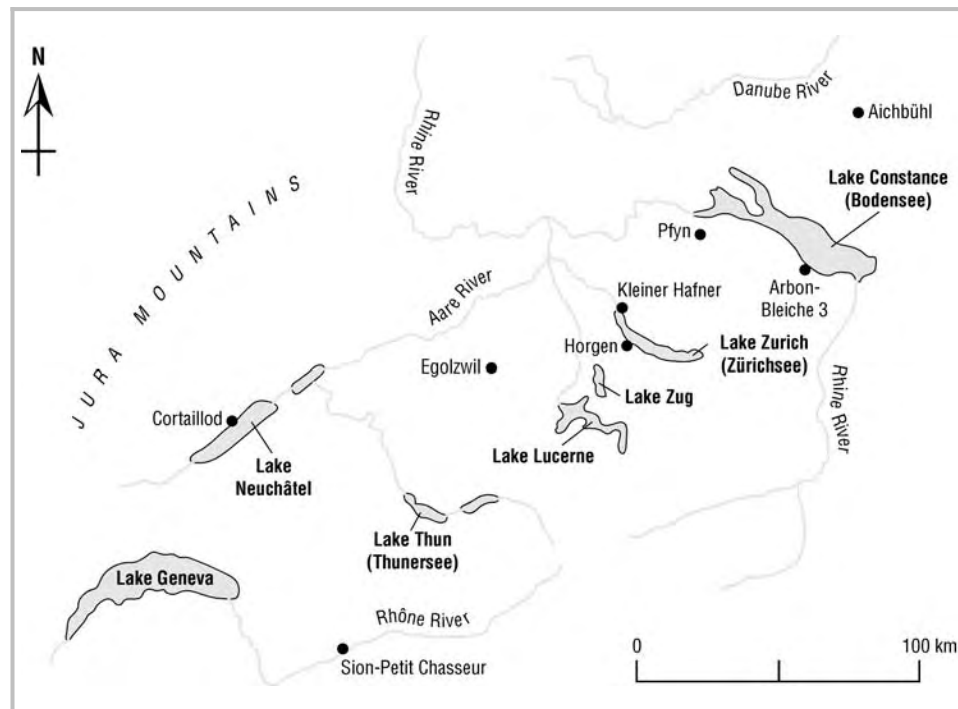 N
Danube River
Aichbühl
Rhine River
Lake Constance
(Bodensee)
JURA MOUNTAINS
Pfyn
Arbon-
Bleiche 3
Kleiner Hafner
Aare River
Horgen
Lake Zurich
(Zürichsee)
Egolzwil
Lake Zug
Rhine River
Cortaillod
Lake Lucerne
Lake
Neuchâtel
Lake Thun
(Thunersee)
Lake Geneva
Rhône River
0
100 km
Sion-Petit Chasseur